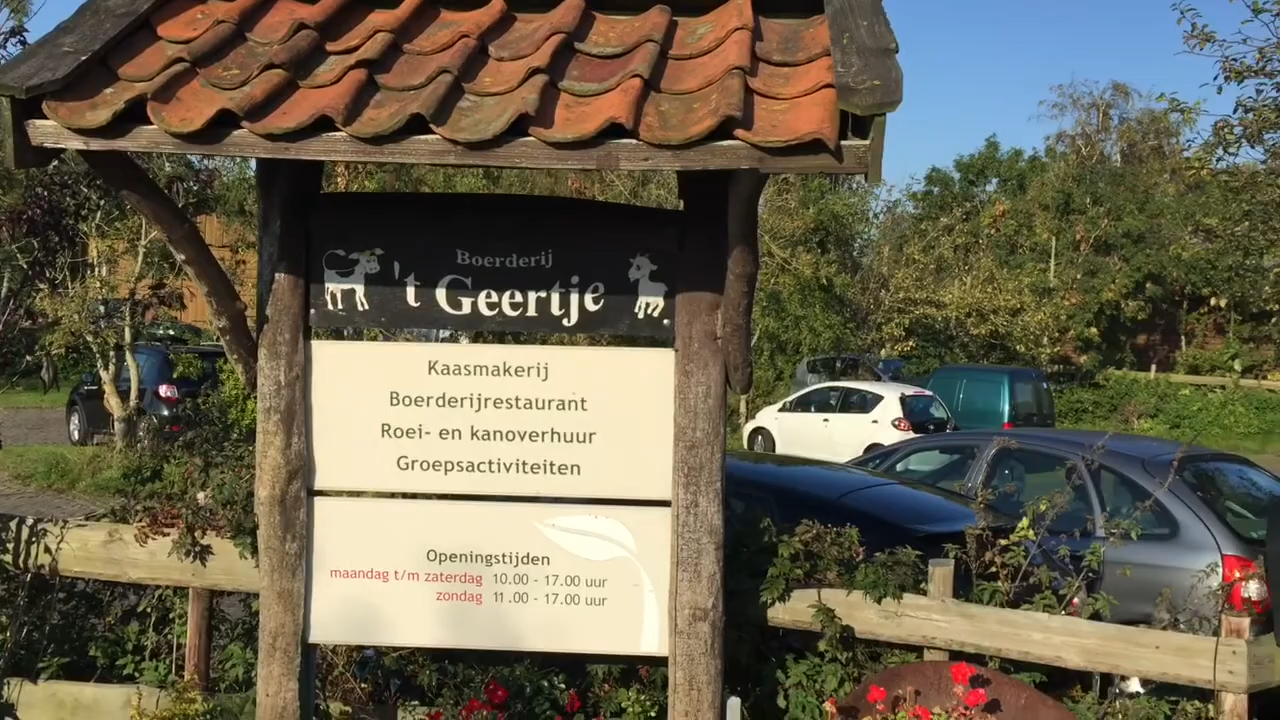 Boerderij
't Geertje
Kaasmakerij
Boerderijrestaurant
Roei- en kanoverhuur
Groepsactiviteiten
Openingstijden
maandag t/m zaterdag 10.00 - 17.00 uur
zondag 11.00 - 17.00 uur